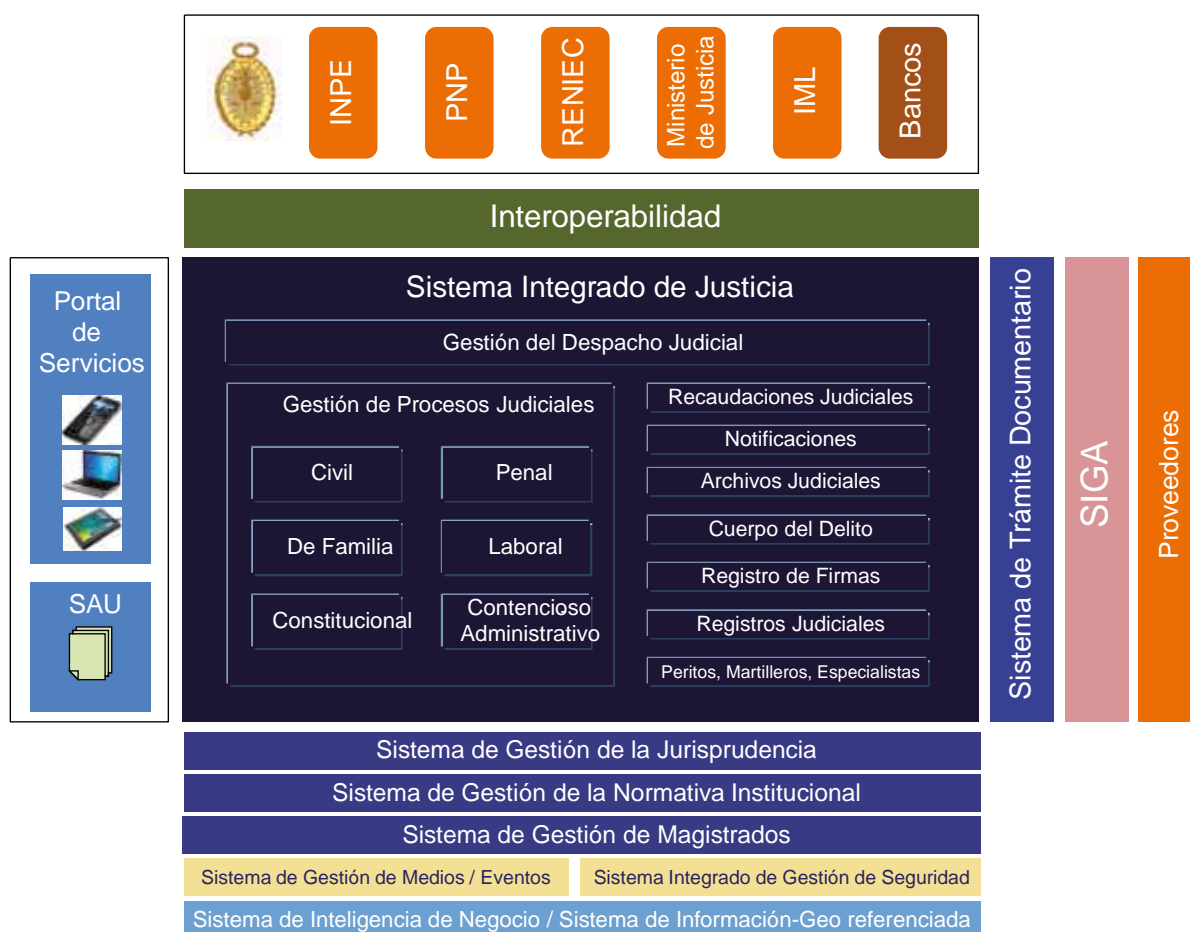 INPE
PNP
RENIEC
Ministerio
de Justicia
IML
Bancos
Interoperabilidad
Portal
de
Servicios
SAU
Sistema Integrado de Justicia
Gestión del Despacho Judicial
Gestión de Procesos Judiciales
Civil
Penal
De Familia
Laboral
Constitucional
Contencioso
Administrativo
Recaudaciones Judiciales
Notificaciones
Archivos Judiciales
Cuerpo del Delito
Registro de Firmas
Registros Judiciales
Peritos, Martilleros, Especialistas
Sistema de Trámite Documentario
SIGA
Proveedores
Sistema de Gestión de la Jurisprudencia
Sistema de Gestión de la Normativa Institucional
Sistema de Gestión de Magistrados
Sistema de Gestión de Medios / Eventos
Sistema Integrado de Gestión de Seguridad
Sistema de Inteligencia de Negocio / Sistema de Información-Geo referenciada